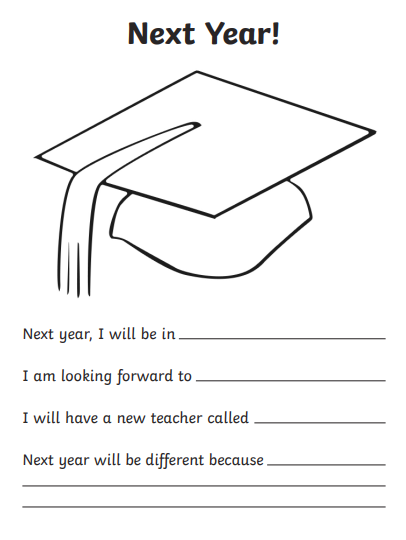 Next Year!
Next year, I will be in
I am looking forward to
I will have a new teacher called
Next year will be different because